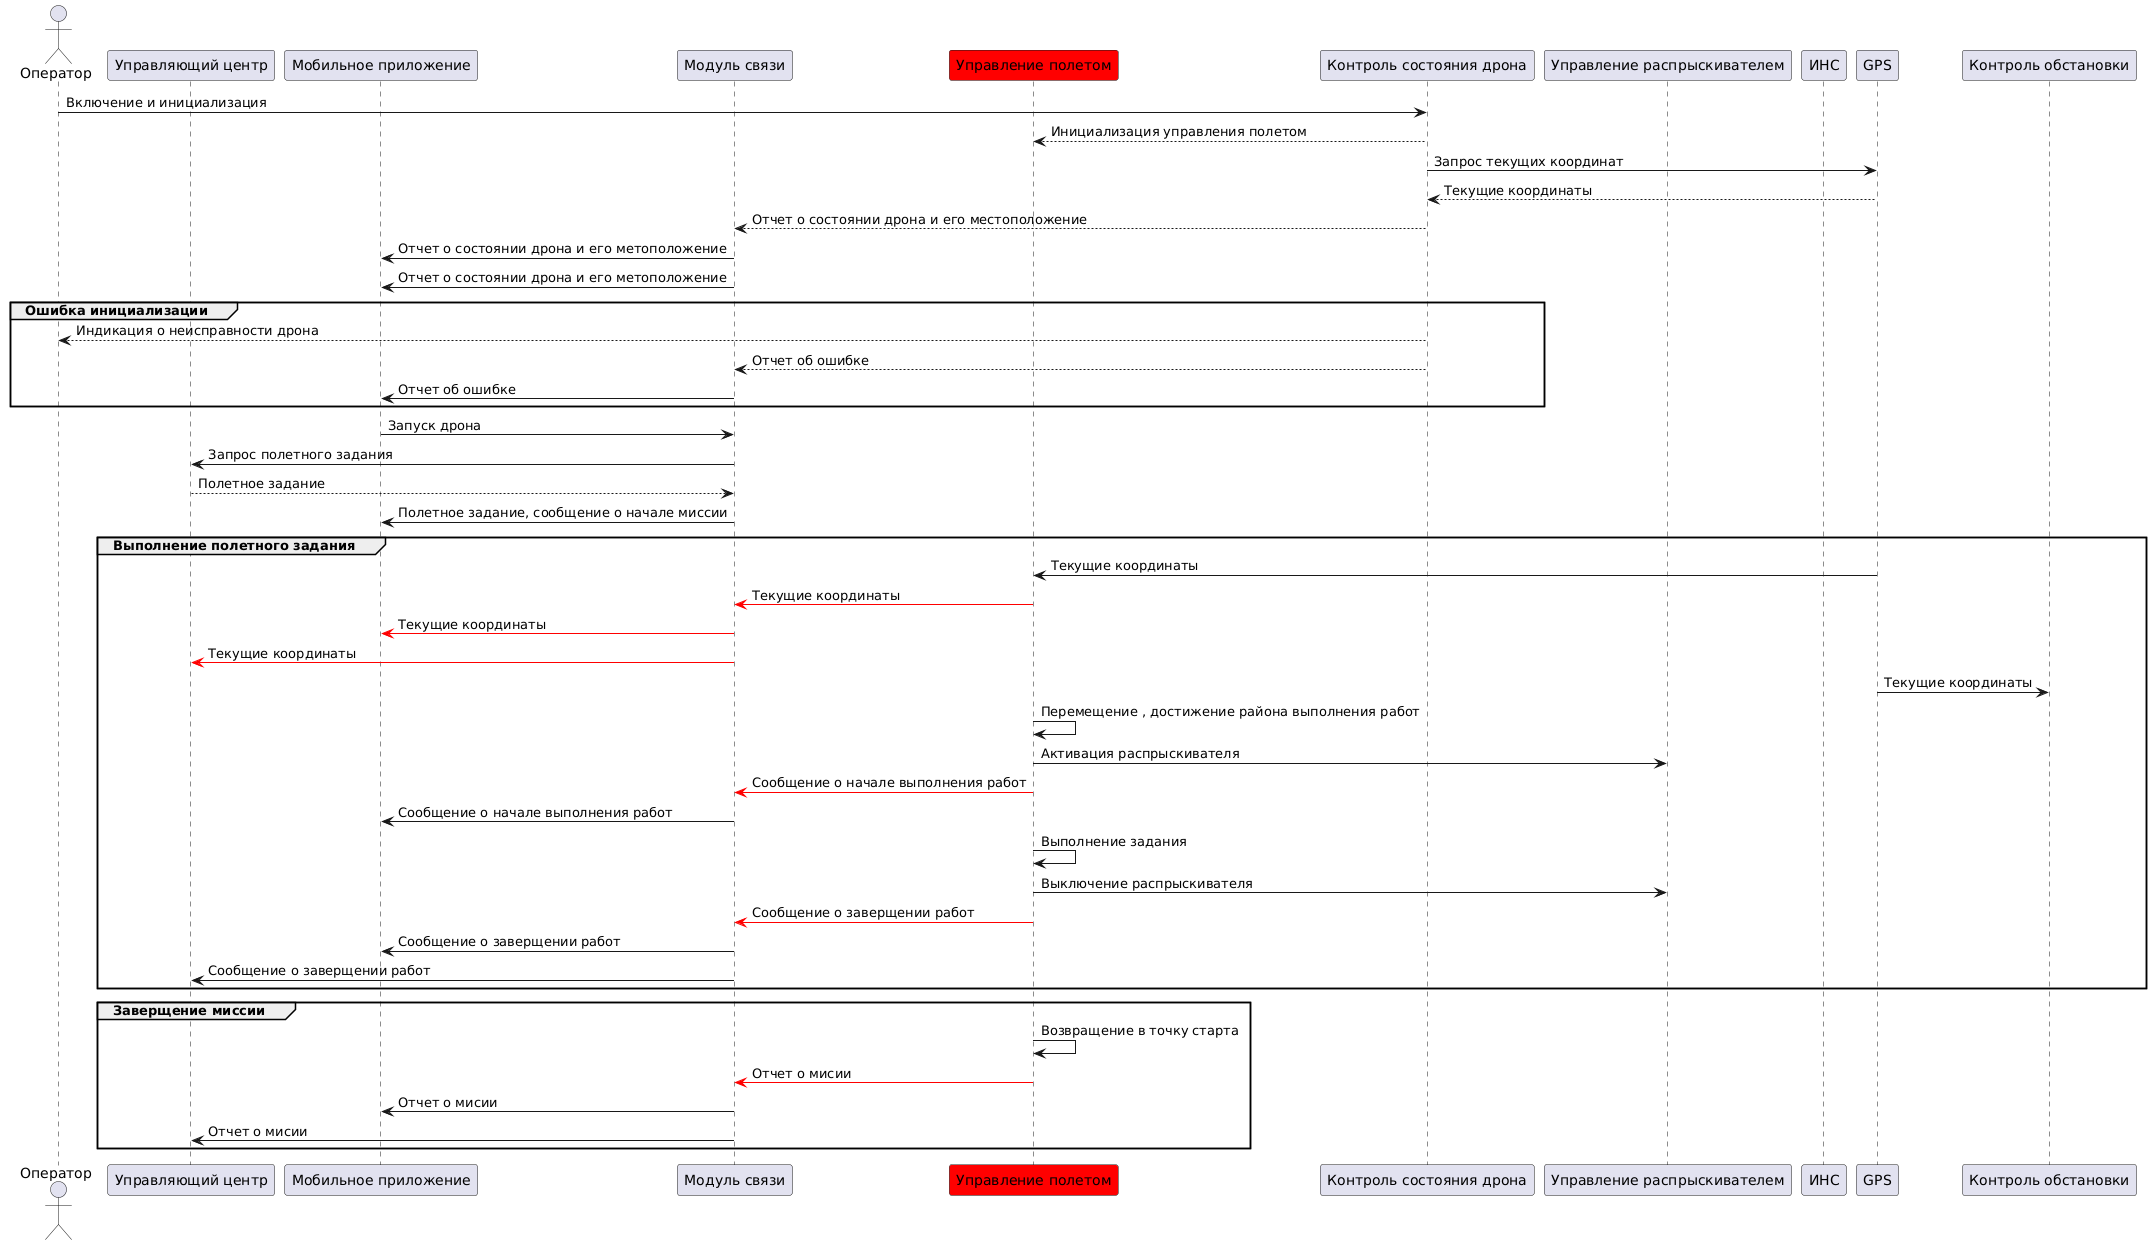 Оператор
Управляющий центр
Мобильное приложение
Модуль связи
Управление полетом
Контроль состояния дрона
Управление распрыскивателем
ИНС
GPS
Контроль обстановки
Включение и инициализация
Инициализация управления полетом
Запрос текущих координат
Текущие координаты
Отчет о состоянии дрона и его местоположение
Отчет о состоянии дрона и его метоположение
Отчет о состоянии дрона и его метоположение
Ошибка инициализации
Индикация о неисправности дрона
Отчет об ошибке
Отчет об ошибке
Запуск дрона
Запрос полетного задания
Полетное задание
Полетное задание, сообщение о начале миссии
Выполнение полетного задания
Текущие координаты
Текущие координаты
Текущие координаты
Текущие координаты
Текущие координаты
Перемещение , достижение района выполнения работ
Активация распрыскивателя
Сообщение о начале выполнения работ
Сообщение о начале выполнения работ
Выполнение задания
Выключение распрыскивателя
Сообщение о заверщении работ
Сообщение о заверщении работ
Сообщение о заверщении работ
Заверщение миссии
Возвращение в точку старта
Отчет о мисии
Отчет о мисии
Отчет о мисии
Оператор
Управляющий центр
Мобильное приложение
Модуль связи
Управление полетом
Контроль состояния дрона
Управление распрыскивателем
ИНС
GPS
Контроль обстановки